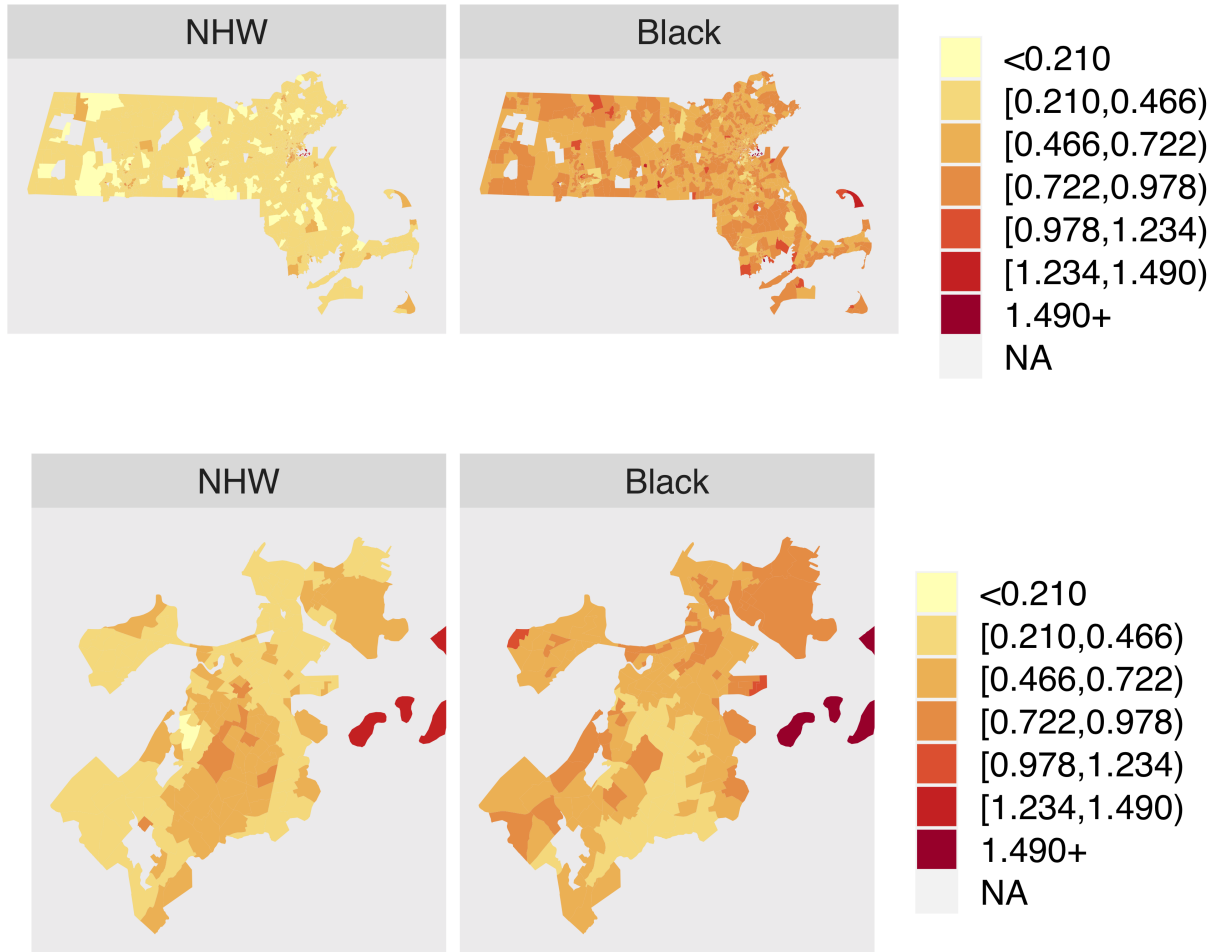 NHW
Black
<0.210
[0.210,0.466)
[0.466,0.722)
[0.722,0.978)
[0.978,1.234)
[1.234,1.490)
1.490+
NA
NHW
Black
<0.210
[0.210,0.466)
[0.466,0.722)
[0.722,0.978)
[0.978,1.234)
[1.234,1.490)
1.490+
NA